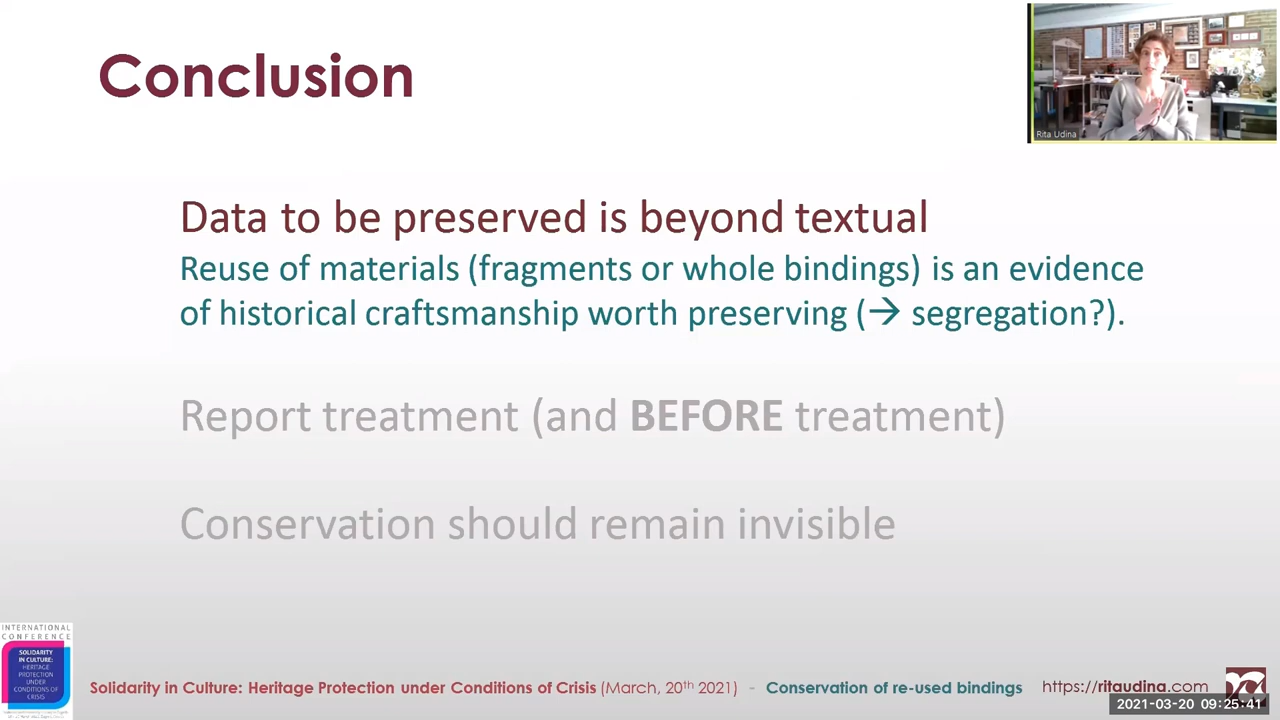 Conclusion
Rita Udina
Data to be preserved is beyond textual
Reuse of materials (fragments or whole bindings) is an evidence
of historical craftsmanship worth preserving (→ segregation?).
Report treatment (and BEFORE treatment)
Conservation should remain invisible
INTERNATIONAL
CONFERENCE
SOLIDARITY
IN CULTURE:
HERITAGE
PROTECTION
UNDER
CONDITIONS OF
CRISIS
Solidarity in Culture: Heritage Protection under Conditions of Crisis (March, 20th 2021) - Conservation of re-used bindings
https://ritaudina.com
2021-03-20 09:25:41